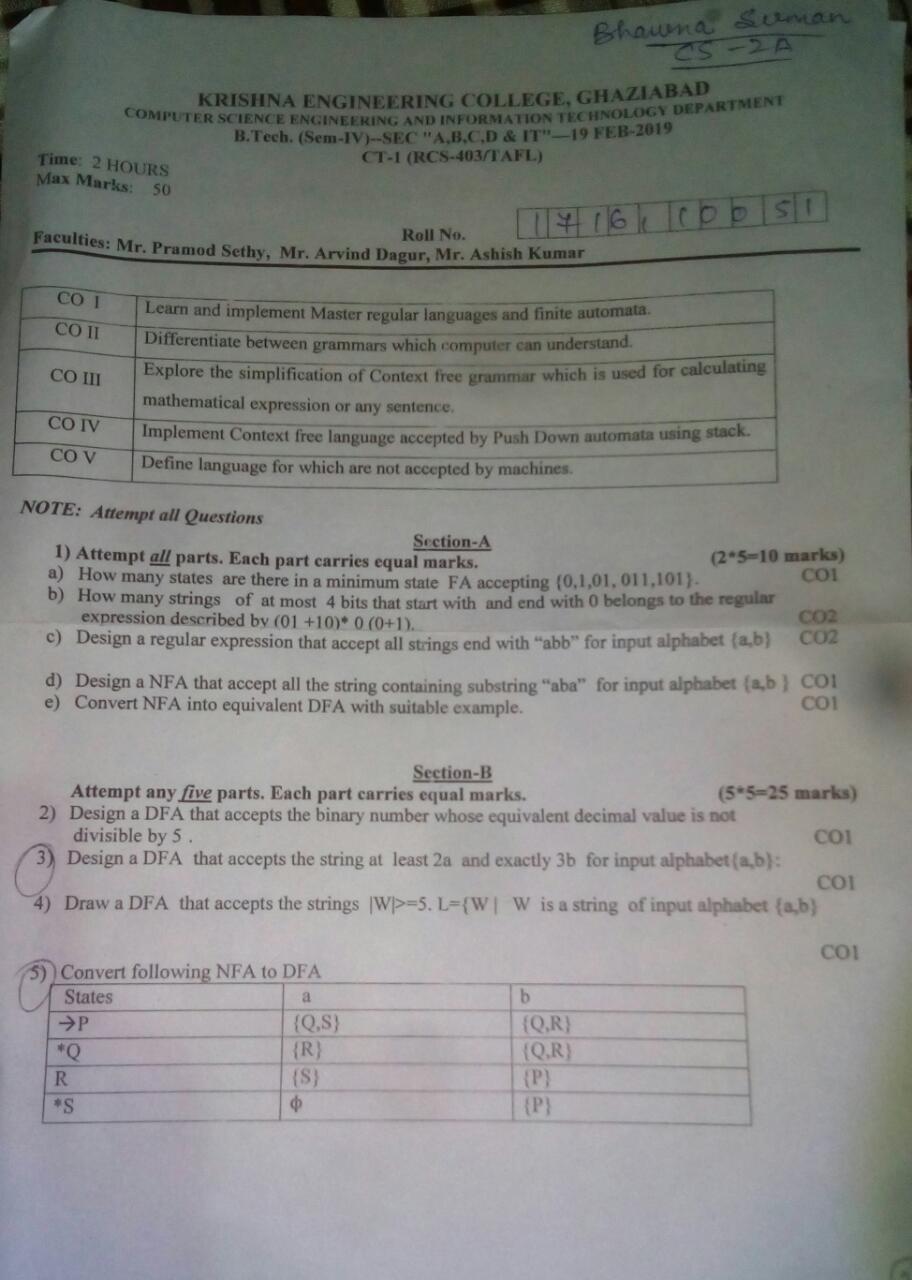 Bhawna Suman
CS-2A
KRISHNA ENGINEERING COLLEGE, GHAZIABAD
COMPUTER SCIENCE ENGINEERING AND INFORMATION TECHNOLOGY DEPARTMENT
B.Tech. (Sem-IV)--SEC "A,B,C,D & IT"—19 FEB-2019
CT-1 (RCS-403/TAFL)
Time: 2 HOURS
Max Marks: 50
Roll No. 1716110051
Faculties: Mr. Pramod Sethy, Mr. Arvind Dagur, Mr. Ashish Kumar
CO I Learn and implement Master regular languages and finite automata.
CO II Differentiate between grammars which computer can understand.
CO III Explore the simplification of Context free grammar which is used for calculating
mathematical expression or any sentence.
CO IV Implement Context free language accepted by Push Down automata using stack.
CO V Define language for which are not accepted by machines.
NOTE: Attempt all Questions
Section-A
1) Attempt all parts. Each part carries equal marks. (2*5=10 marks)
a) How many states are there in a minimum state FA accepting {0,1,01, 011,101}. CO1
b) How many strings of at most 4 bits that start with and end with 0 belongs to the regular
expression described by (01 +10)* 0 (0+1). CO2
c) Design a regular expression that accept all strings end with “abb” for input alphabet {a,b} CO2
d) Design a NFA that accept all the string containing substring “aba” for input alphabet {a,b } CO1
e) Convert NFA into equivalent DFA with suitable example. CO1
Section-B
Attempt any five parts. Each part carries equal marks. (5*5=25 marks)
2) Design a DFA that accepts the binary number whose equivalent decimal value is not
divisible by 5 . CO1
3) Design a DFA that accepts the string at least 2a and exactly 3b for input alphabet{a,b}:
CO1
4) Draw a DFA that accepts the strings |W|>=5. L={W | W is a string of input alphabet {a,b}
CO1
5) Convert following NFA to DFA
States a b
→P {Q,S} {Q,R}
*Q {R} {Q,R}
R {S} {P}
*S ϕ {P}